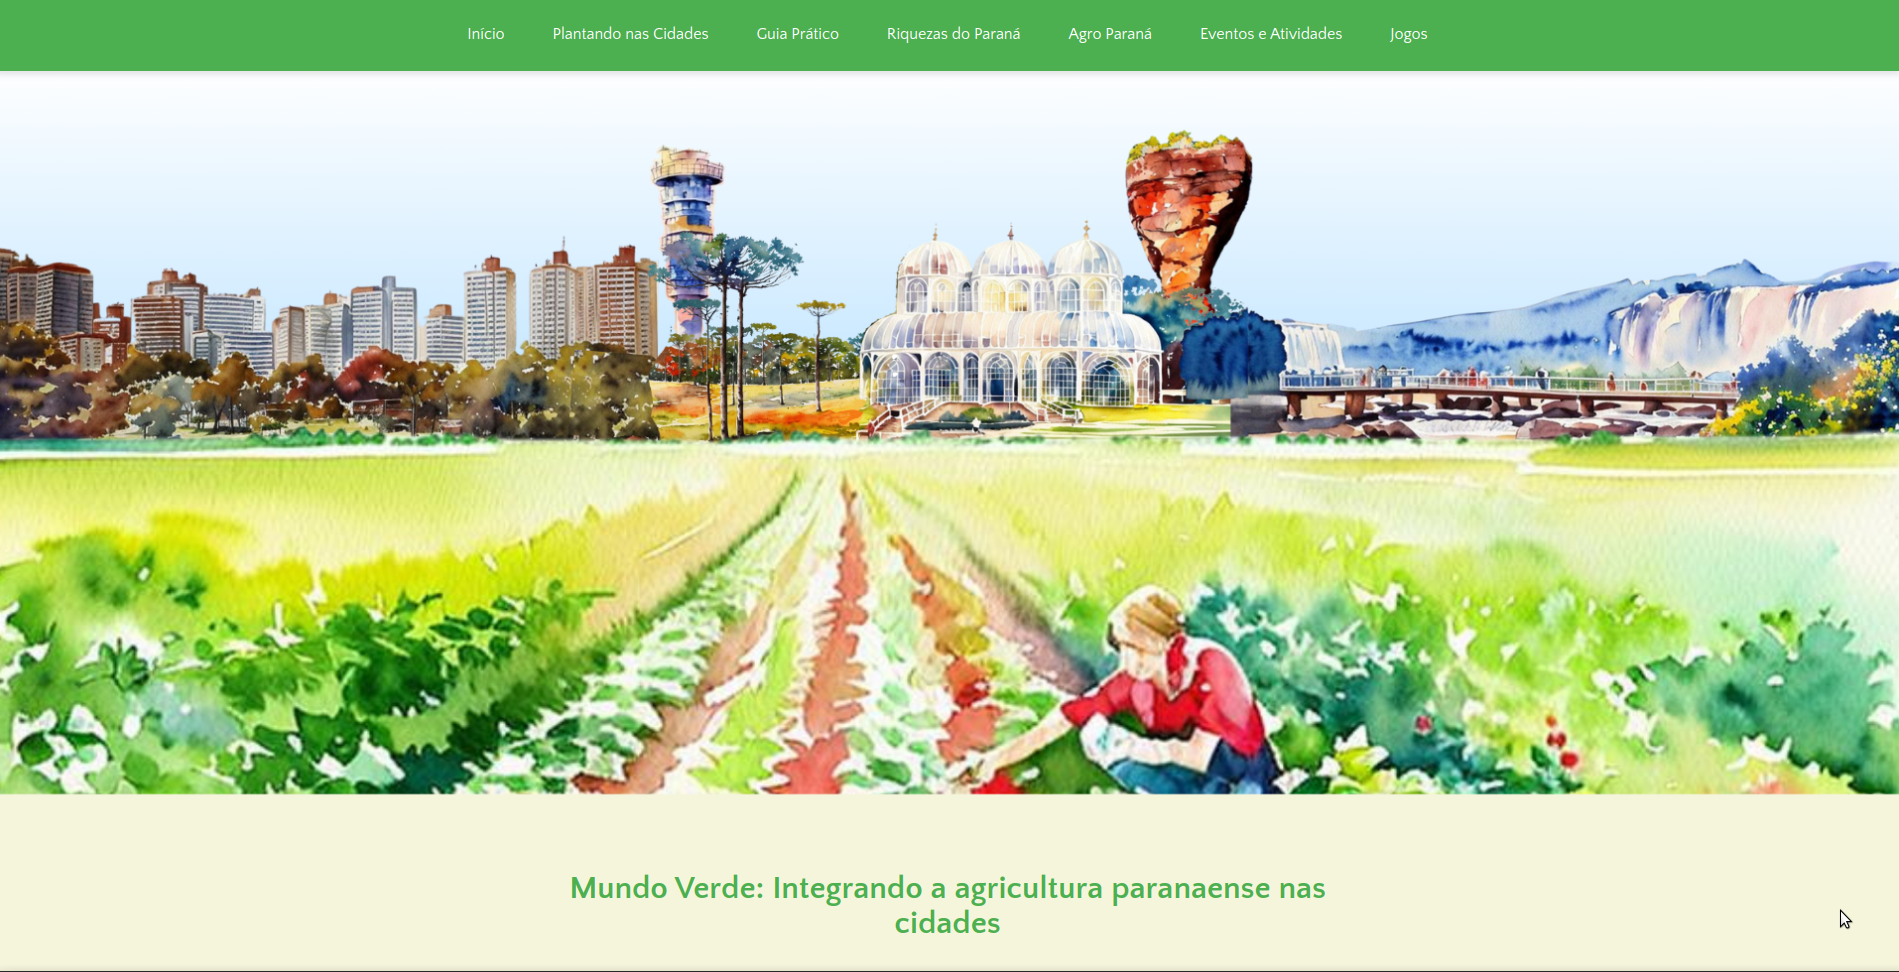 Início Plantando nas Cidades Guia Prático Riquezas do Paraná Agro Paraná Eventos e Atividades Jogos
Mundo Verde: Integrando a agricultura paranaense nas
cidades